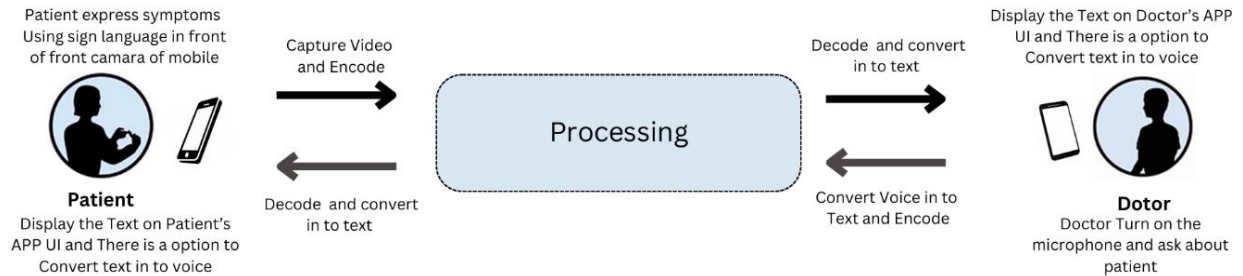 Patient express symptoms
Using sign language in front
of front camara of mobile
Patient
Display the Text on Patient's
APP UI and There is a option to
Convert text in to voice
Capture Video
and Encode
Decode and convert
in to text
Processing
Decode and convert
in to text
Convert Voice in to
Text and Encode
Display the Text on Doctor's APP
UI and There is a option to
Convert text in to voice
Dotor
Doctor Turn on the
microphone and ask about
patient